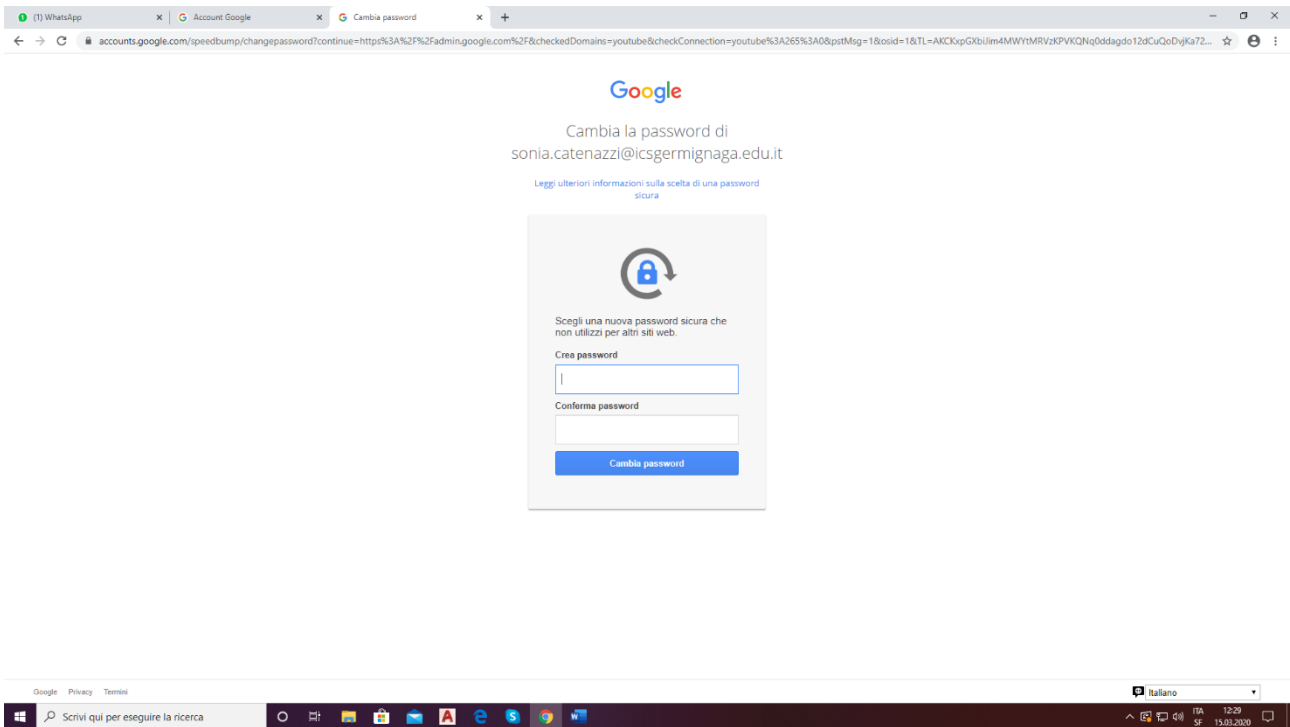 (1) WhatsApp
Account Google
Cambia password
accounts.google.com/speedbump/changepassword?continue=https%3A%2F%2Fadmin.google.com%2F&checkedDomains=youtube&checkConnection=youtube%3A265%3A0&pstMsg=1&osid=1&TL=AKCKxpGXbiJim4MWYtMRVzKPVKQNq0ddagdo12dCuQoDvjKa72...
Google
Cambia la password di
sonia.catenazzi@icsgermignaga.edu.it
Leggi ulteriori informazioni sulla scelta di una password
sicura
Scegli una nuova password sicura che
non utilizzi per altri siti web.
Crea password
Conferma password
Cambia password
Google Privacy Termini
Italiano
Scrivi qui per eseguire la ricerca
ITA
SF
12:29
15.03.2020